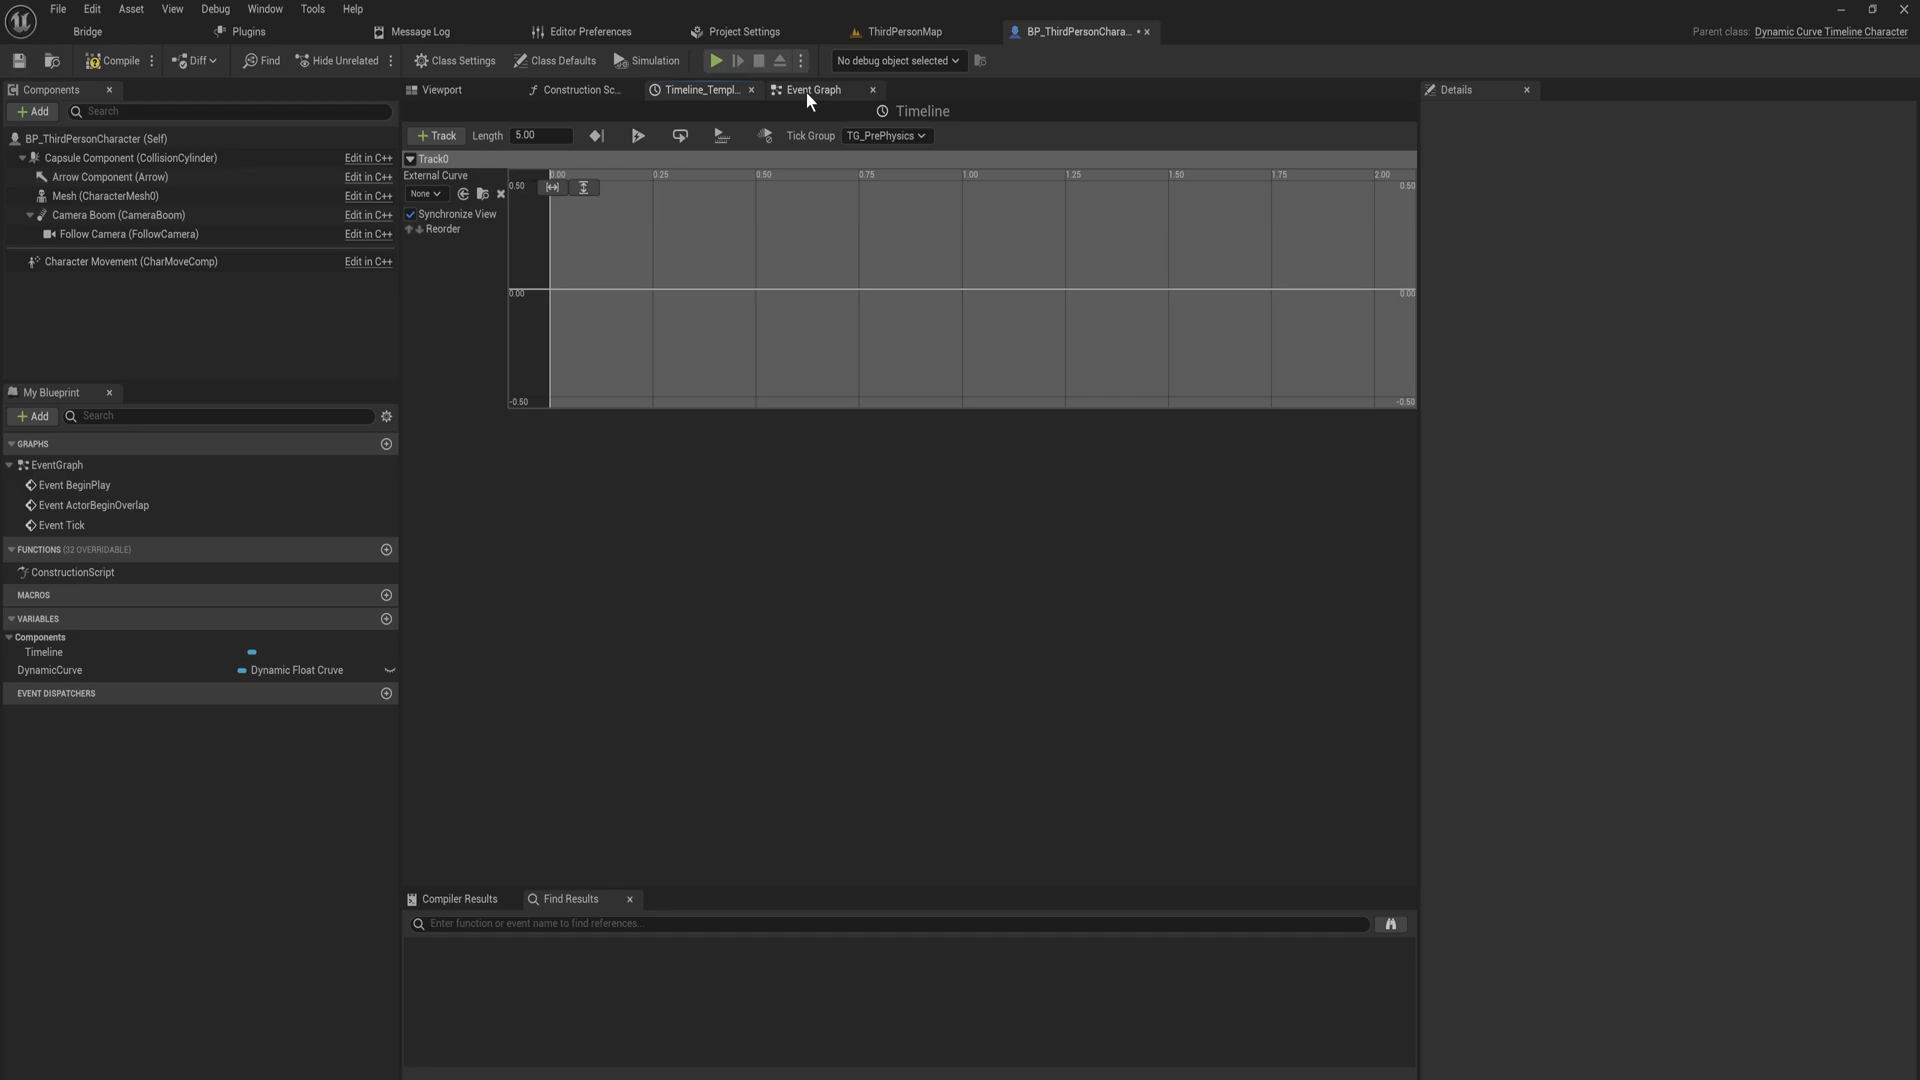 File Edit Asset View Debug Window Tools Help
Bridge Plugins Message Log Editor Preferences Project Settings ThirdPersonMap BP_ThirdPersonChara... • × Parent class: Dynamic Curve Timeline Character
Compile Diff Find Hide Unrelated Class Settings Class Defaults Simulation No debug object selected
Components
Viewport Construction Sc... Timeline_Templ... Event Graph Details
Add Search
Timeline
Track Length 5.00 Tick Group TG_PrePhysics
BP_ThirdPersonCharacter (Self)
Capsule Component (CollisionCylinder) Edit in C++
Arrow Component (Arrow) Edit in C++
Mesh (CharacterMesh0) Edit in C++
Camera Boom (CameraBoom) Edit in C++
Follow Camera (FollowCamera) Edit in C++
Character Movement (CharMoveComp) Edit in C++
Track0
External Curve
None
Synchronize View
Reorder
0.00 0.25 0.50 0.75 1.00 1.25 1.50 1.75 2.00
0.50 0.50
0.00 0.00
-0.50 -0.50
My Blueprint
Add Search
GRAPHS
EventGraph
Event BeginPlay
Event ActorBeginOverlap
Event Tick
FUNCTIONS (32 OVERRIDABLE)
ConstructionScript
MACROS
VARIABLES
Components
Timeline
DynamicCurve Dynamic Float Cruve
EVENT DISPATCHERS
Compiler Results Find Results
Enter function or event name to find references...